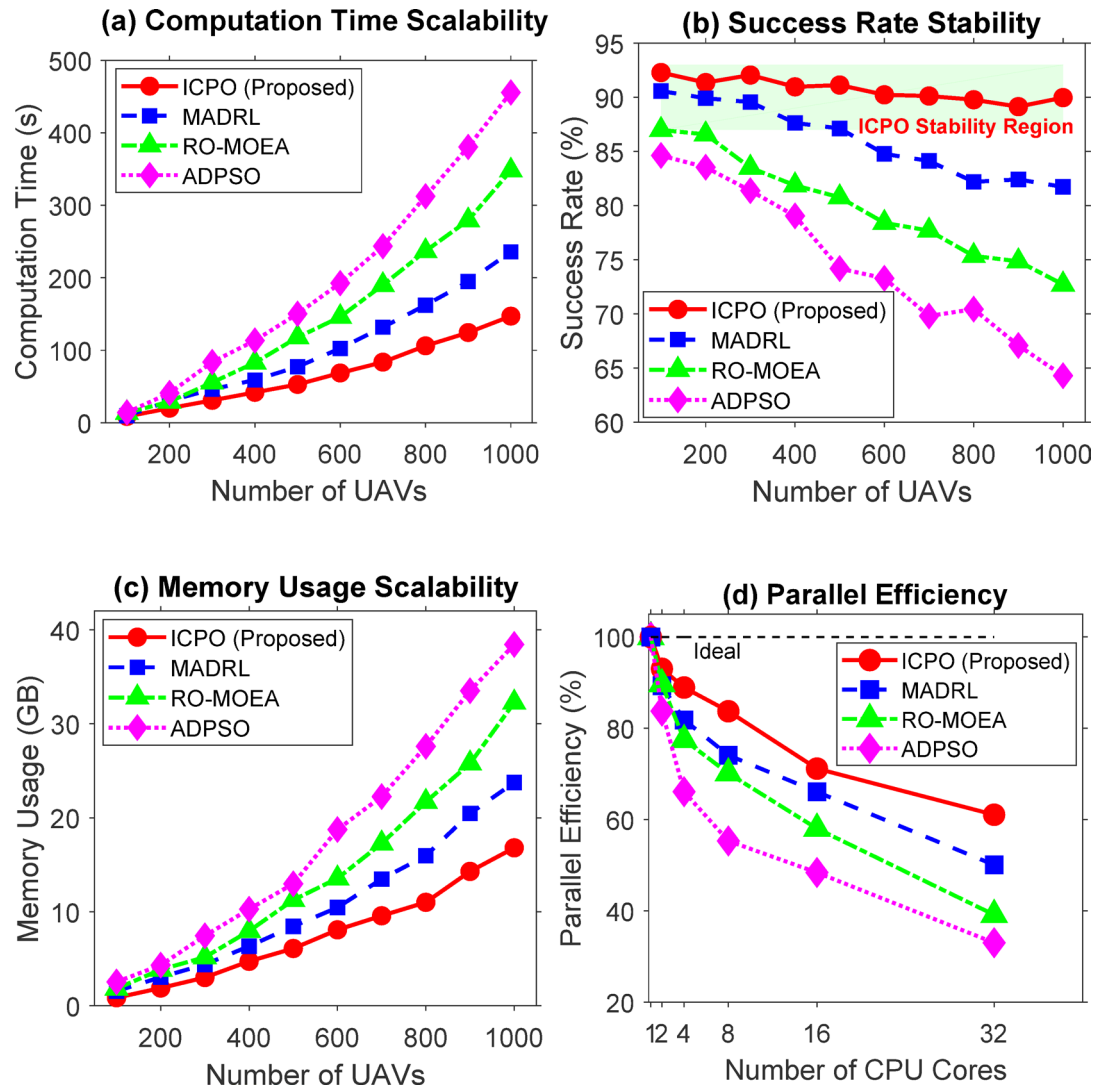 (a) Computation Time Scalability
500
400
300
200
100
0
Computation Time (s)
ICPO (Proposed)
MADRL
RO-MOEA
ADPSO
200 400 600 800 1000
Number of UAVs
(b) Success Rate Stability
95
90
85
80
75
70
65
60
Success Rate (%)
ICPO Stability Region
ICPO (Proposed)
MADRL
RO-MOEA
ADPSO
200 400 600 800 1000
Number of UAVs
(c) Memory Usage Scalability
40
30
20
10
0
Memory Usage (GB)
ICPO (Proposed)
MADRL
RO-MOEA
ADPSO
200 400 600 800 1000
Number of UAVs
(d) Parallel Efficiency
100
80
60
40
20
Parallel Efficiency (%)
Ideal
ICPO (Proposed)
MADRL
RO-MOEA
ADPSO
1 2 4 8 16 32
Number of CPU Cores